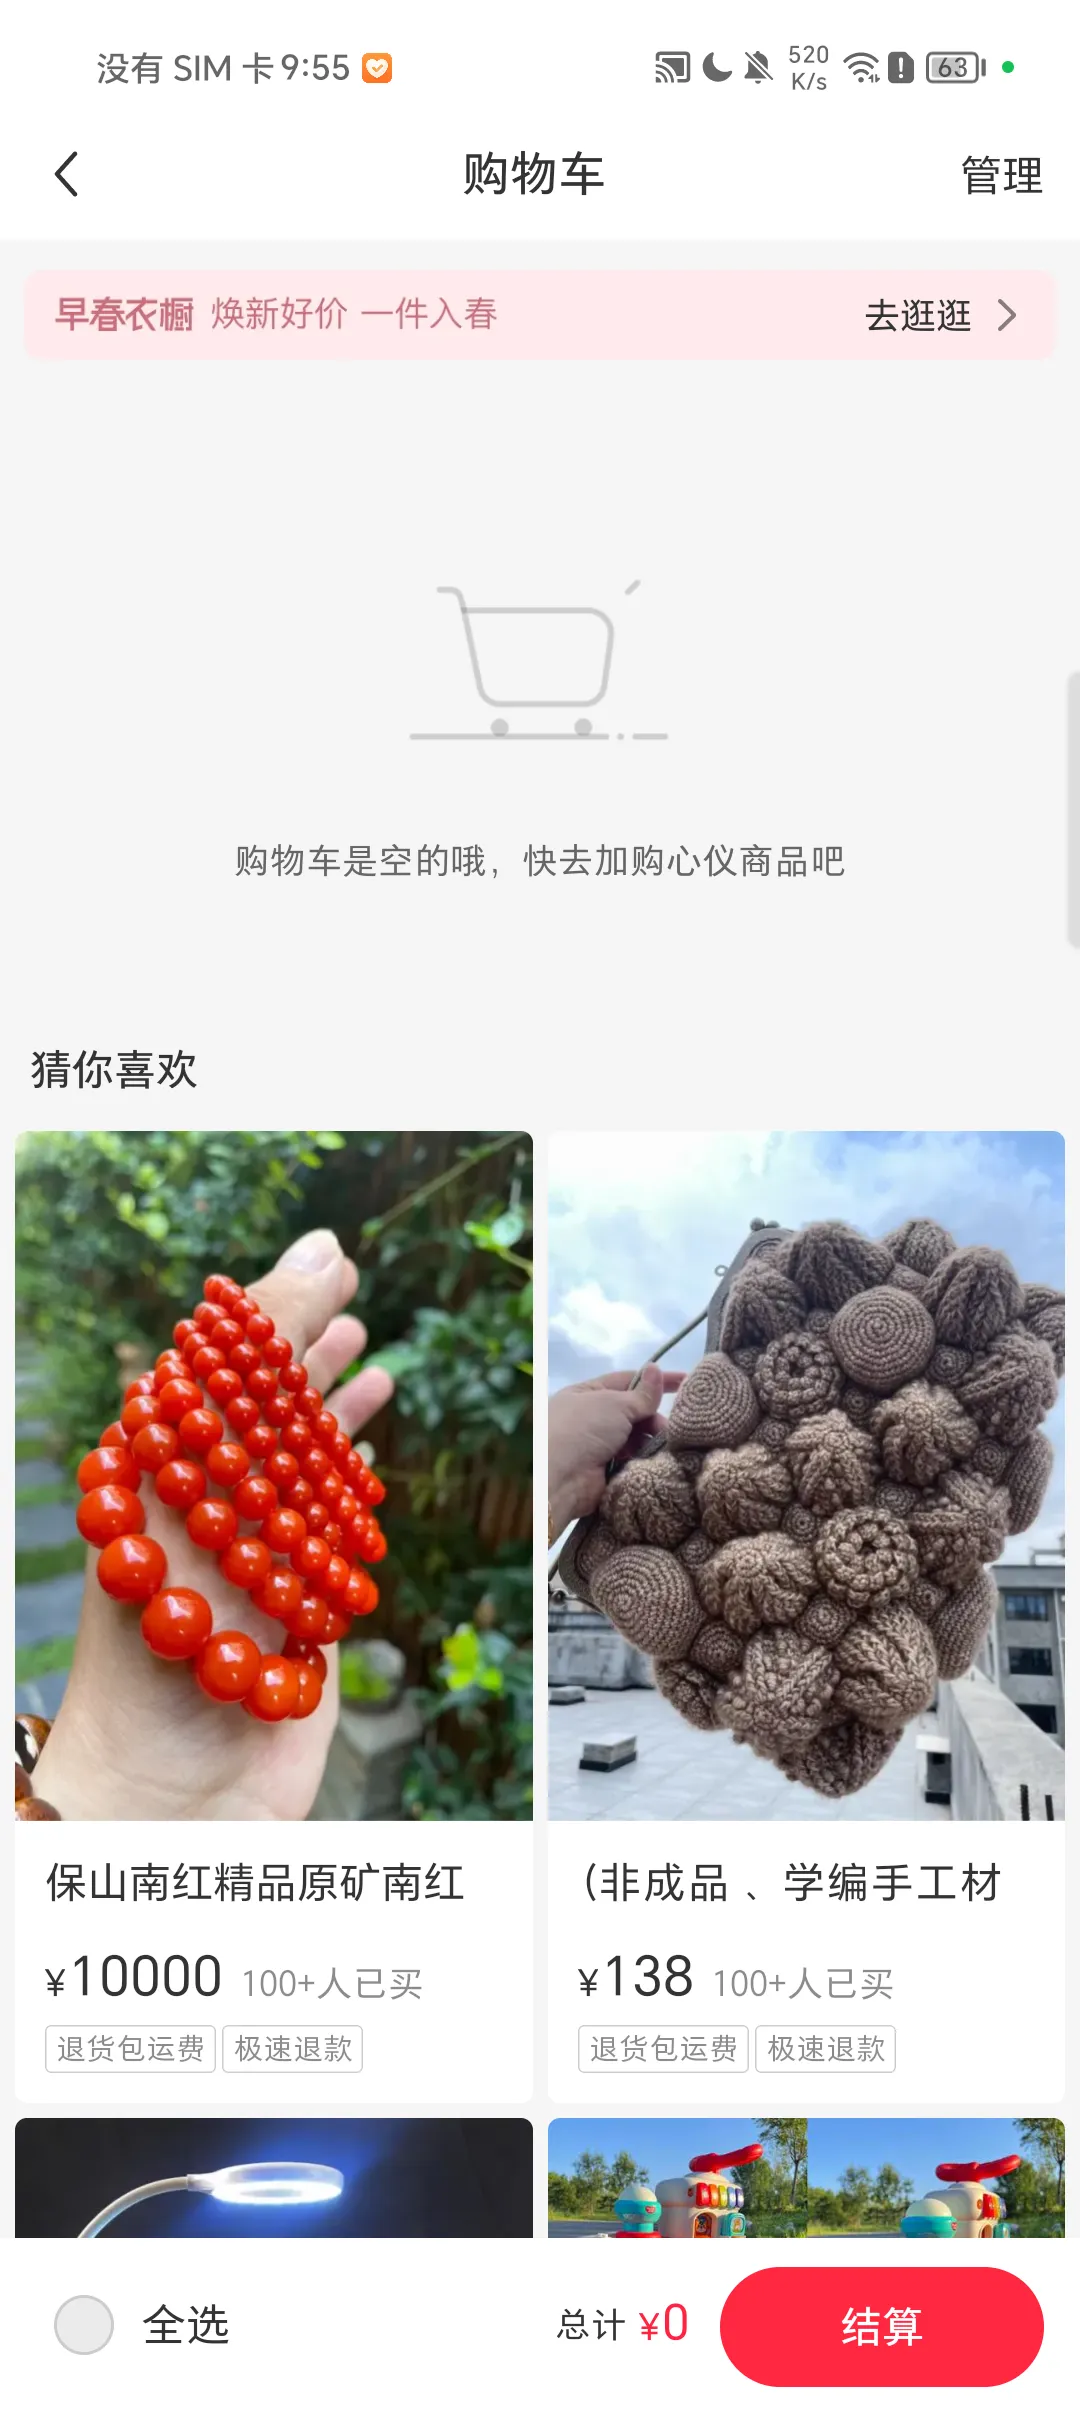 没有 SIM 卡 9:55
520 K/s
63
购物车
管理
早春衣橱 焕新好价 一件入春
去逛逛
购物车是空的哦，快去加购心仪商品吧
猜你喜欢
保山南红精品原矿南红
¥10000 100+人已买
退货包运费 极速退款
（非成品 、学编手工材
¥138 100+人已买
退货包运费 极速退款
全选
总计 ¥0
结算